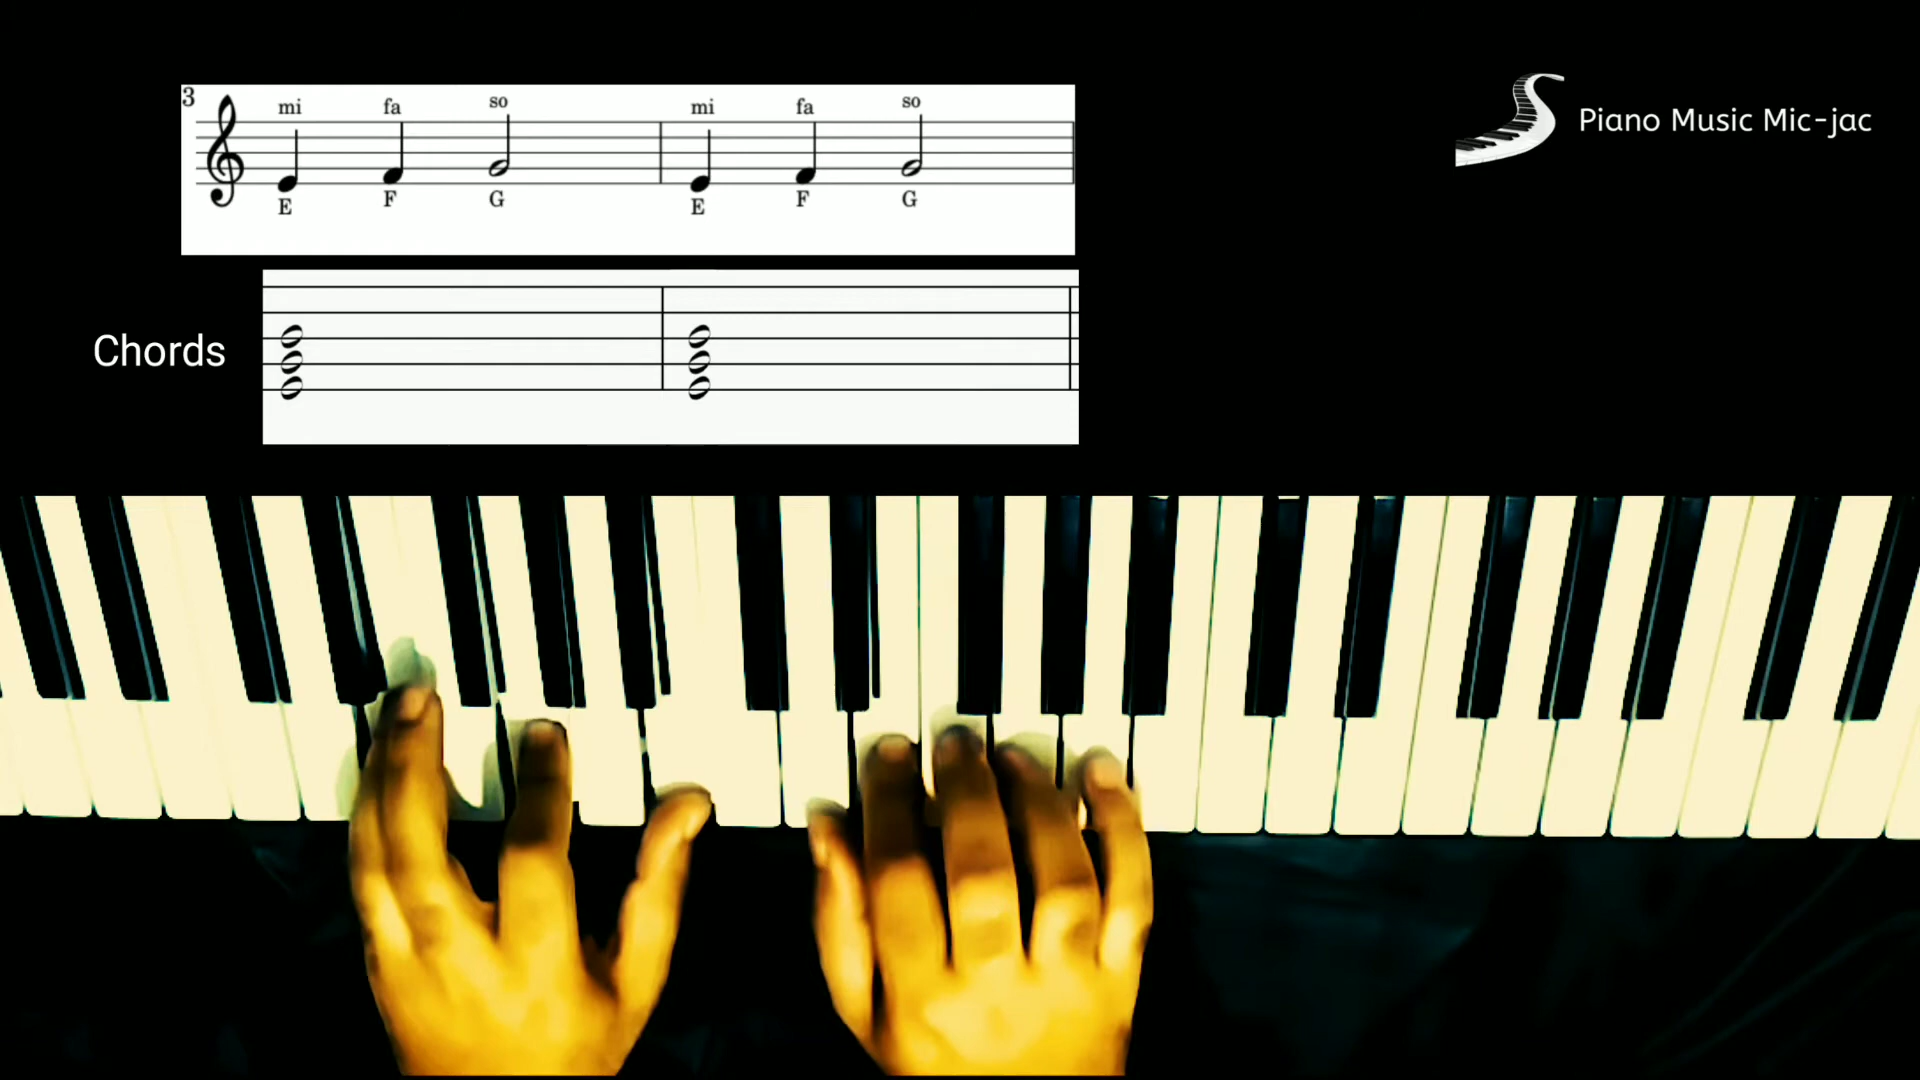 3
mi fa so mi fa so
E F G E F G
Piano Music Mic-jac
Chords